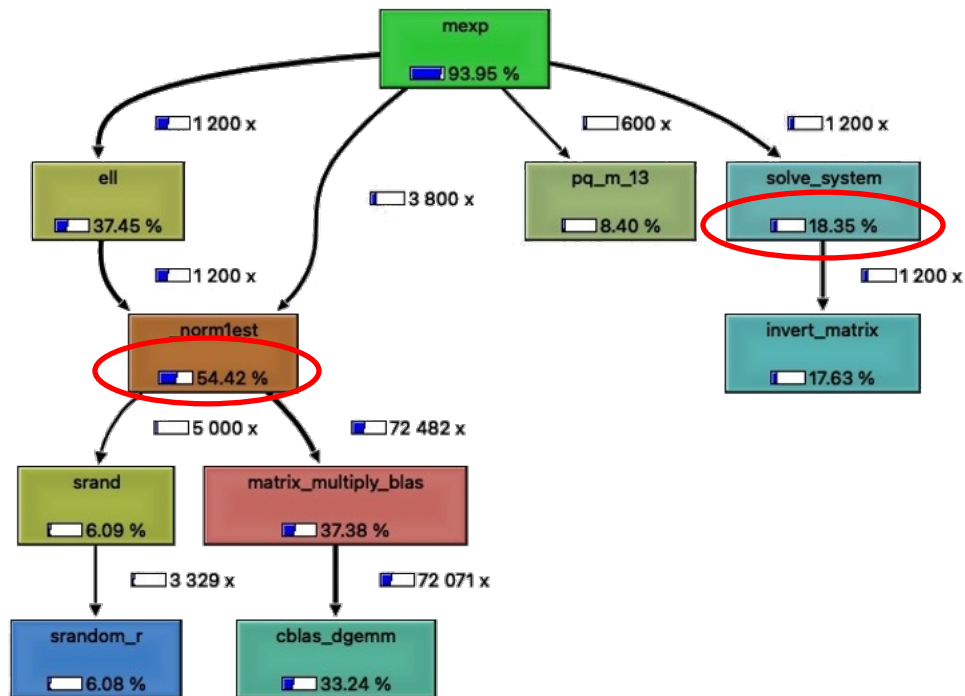 mexp
93.95 %
1 200 x
600 x
1 200 x
ell
37.45 %
3 800 x
pq_m_13
8.40 %
solve_system
18.35 %
1 200 x
1 200 x
_norm1est
54.42 %
invert_matrix
17.63 %
5 000 x
72 482 x
srand
6.09 %
matrix_multiply_blas
37.38 %
3 329 x
72 071 x
srandom_r
6.08 %
cblas_dgemm
33.24 %